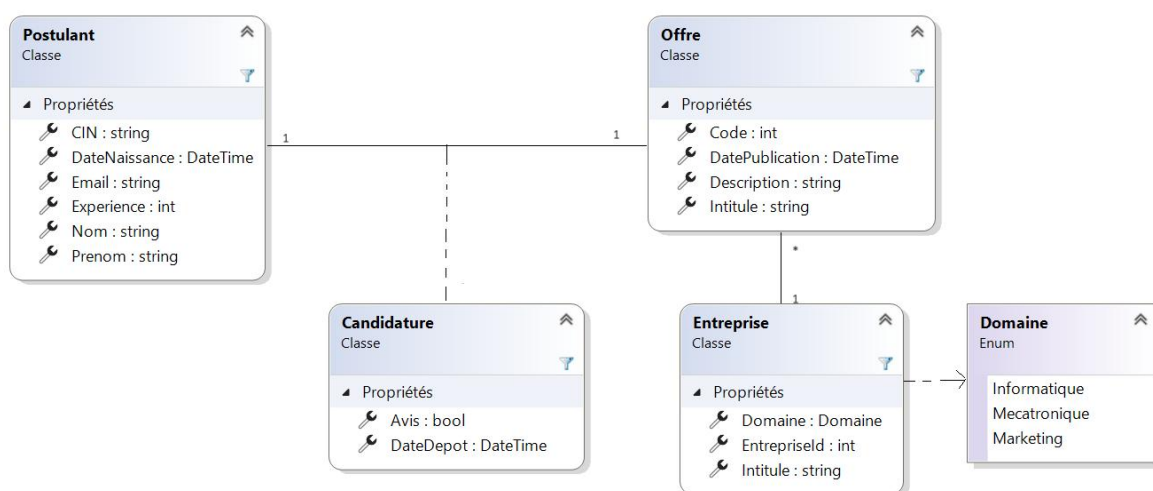 Postulant
Classe
Propriétés
CIN : string
DateNaissance : DateTime
Email : string
Experience : int
Nom : string
Prenom : string
1
1
Offre
Classe
Propriétés
Code : int
DatePublication : DateTime
Description : string
Intitule : string
*
1
Candidature
Classe
Propriétés
Avis : bool
DateDepot : DateTime
Entreprise
Classe
Propriétés
Domaine : Domaine
EntrepriseId : int
Intitule : string
Domaine
Enum
Informatique
Mecatronique
Marketing